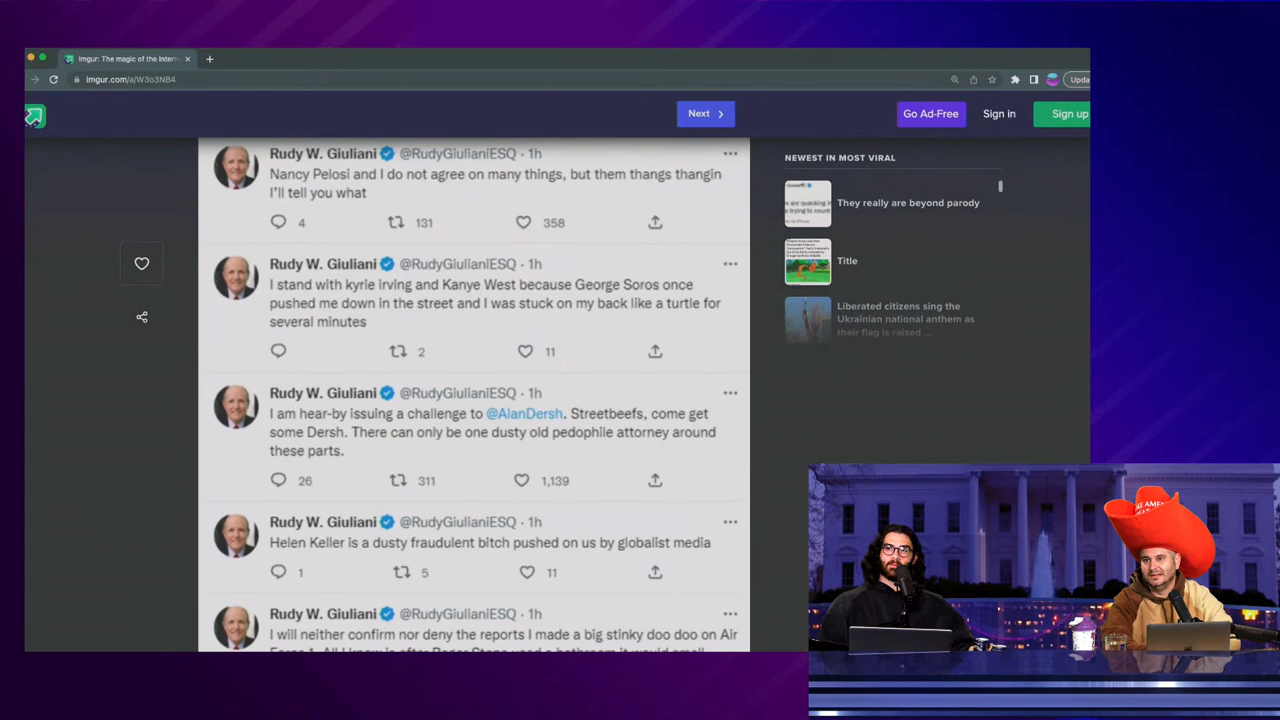 Imgur: The magic of the Intern
imgur.com/a/W3o3NB4
Upda
Next
Go Ad-Free
Sign in
Sign up
Rudy W. Giuliani @RudyGiulianiESQ · 1h
Nancy Pelosi and I do not agree on many things, but them thangs thangin
I'll tell you what
4 131 358
Rudy W. Giuliani @RudyGiulianiESQ · 1h
I stand with kyrie irving and Kanye West because George Soros once
pushed me down in the street and I was stuck on my back like a turtle for
several minutes
2 11
Rudy W. Giuliani @RudyGiulianiESQ · 1h
I am hear-by issuing a challenge to @AlanDersh. Streetbeefs, come get
some Dersh. There can only be one dusty old pedophile attorney around
these parts.
26 311 1,139
Rudy W. Giuliani @RudyGiulianiESQ · 1h
Helen Keller is a dusty fraudulent bitch pushed on us by globalist media
1 5 11
Rudy W. Giuliani @RudyGiulianiESQ · 1h
I will neither confirm nor deny the reports I made a big stinky doo doo on Air
NEWEST IN MOST VIRAL
They really are beyond parody
Title
Liberated citizens sing the
Ukrainian national anthem as
their flag is raised ...